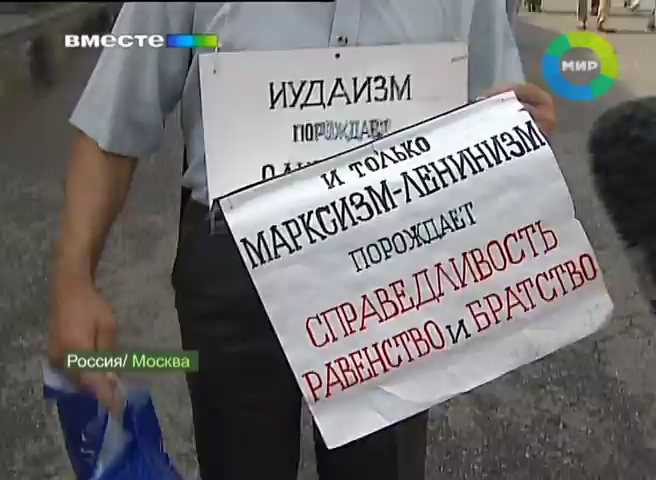 вместе
МИР
ИУДАИЗМ
ПОРОЖДАЕТ
И ТОЛЬКО
МАРКСИЗМ-ЛЕНИНИЗМ
ПОРОЖДАЕТ
СПРАВЕДЛИВОСТЬ
РАВЕНСТВО И БРАТСТВО
Россия/ Москва